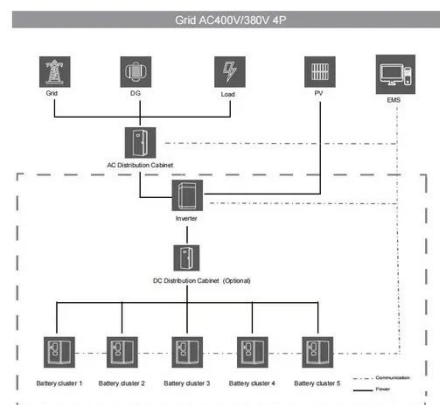 Grid AC400V/380V 4P
Grid
DG
Load
PV
EMS
AC Distribution Cabinet
Inverter
DC Distribution Cabinet (Optional)
Battery cluster 1
Battery cluster 2
Battery cluster 3
Battery cluster 4
Battery cluster 5
Communication
Power